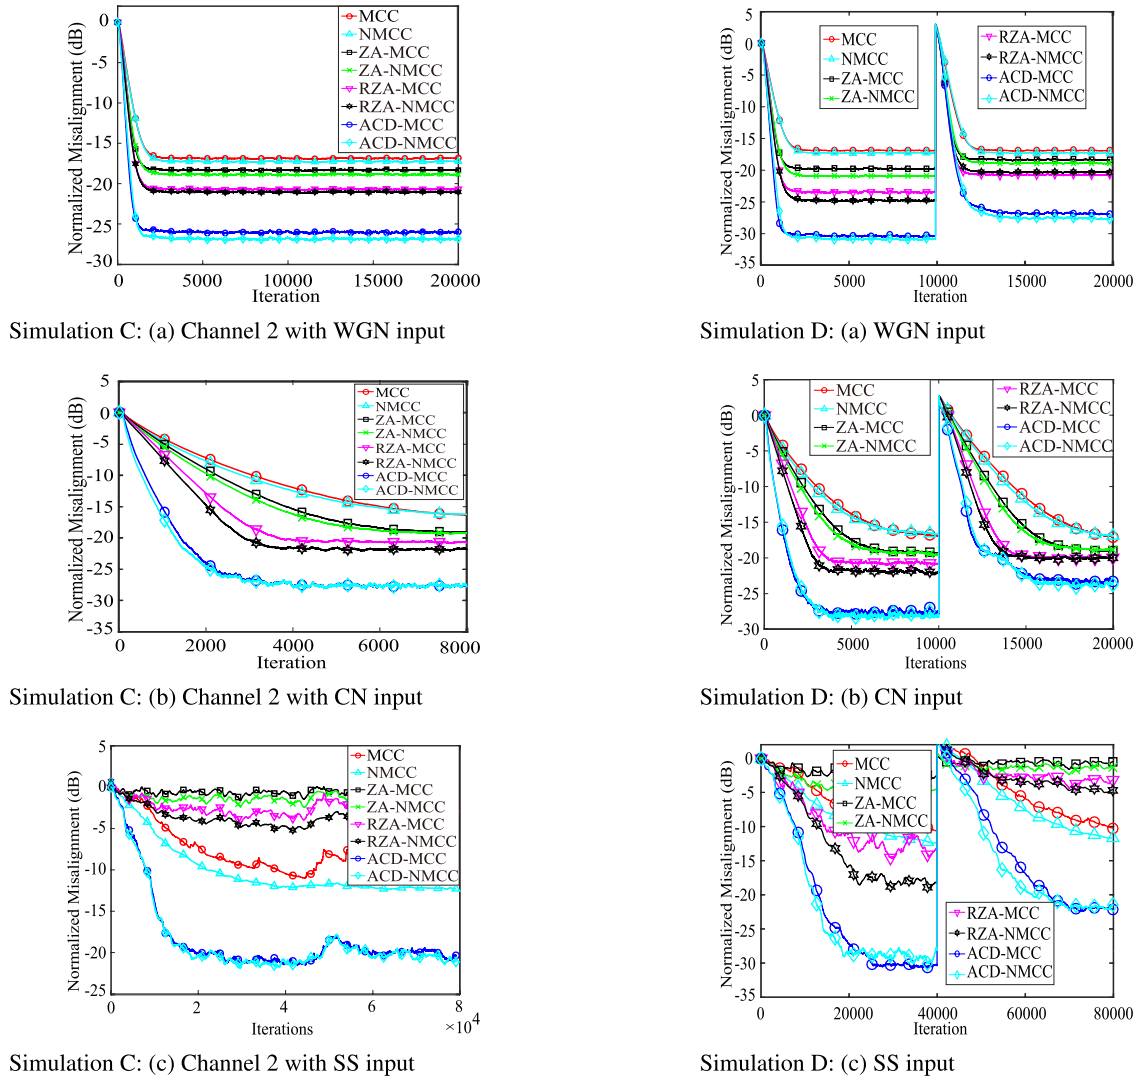 Normalized Misalignment (dB)
0
-5
-10
-15
-20
-25
-30
0 5000 10000 15000 20000
Iteration
MCC
NMCC
ZA-MCC
ZA-NMCC
RZA-MCC
RZA-NMCC
ACD-MCC
ACD-NMCC
Simulation C: (a) Channel 2 with WGN input
Normalized Misalignment (dB)
5
0
-5
-10
-15
-20
-25
-30
-35
0 5000 10000 15000 20000
Iteration
MCC
NMCC
ZA-MCC
ZA-NMCC
RZA-MCC
RZA-NMCC
ACD-MCC
ACD-NMCC
Simulation D: (a) WGN input
Normalized Misalignment (dB)
5
0
-5
-10
-15
-20
-25
-30
-35
0 2000 4000 6000 8000
Iteration
MCC
NMCC
ZA-MCC
ZA-NMCC
RZA-MCC
RZA-NMCC
ACD-MCC
ACD-NMCC
Simulation C: (b) Channel 2 with CN input
Normalized Misalignment (dB)
5
0
-5
-10
-15
-20
-25
-30
0 5000 10000 15000 20000
Iterations
MCC
NMCC
ZA-MCC
ZA-NMCC
RZA-MCC
RZA-NMCC
ACD-MCC
ACD-NMCC
Simulation D: (b) CN input
Normalized Misalignment (dB)
5
0
-5
-10
-15
-20
-25
0 2 4 6 8
×10⁴
Iterations
MCC
NMCC
ZA-MCC
ZA-NMCC
RZA-MCC
RZA-NMCC
ACD-MCC
ACD-NMCC
Simulation C: (c) Channel 2 with SS input
Normalized Misalignment (dB)
0
-5
-10
-15
-20
-25
-30
-35
0 20000 40000 60000 80000
Iteration
MCC
NMCC
ZA-MCC
ZA-NMCC
RZA-MCC
RZA-NMCC
ACD-MCC
ACD-NMCC
Simulation D: (c) SS input